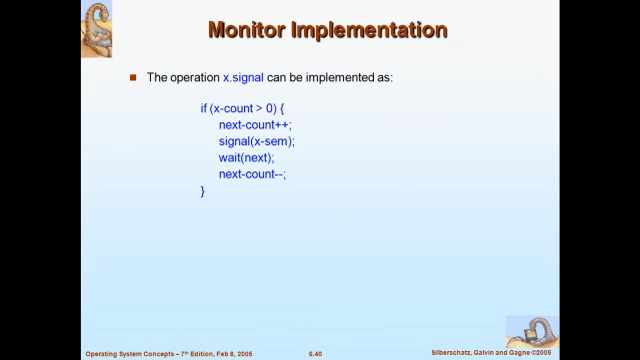 Monitor Implementation
The operation x.signal can be implemented as:
if (x-count > 0) {
next-count++;
signal(x-sem);
wait(next);
next-count--;
}
Operating System Concepts – 7th Edition, Feb 8, 2005
6.40
Silberschatz, Galvin and Gagne ©2005